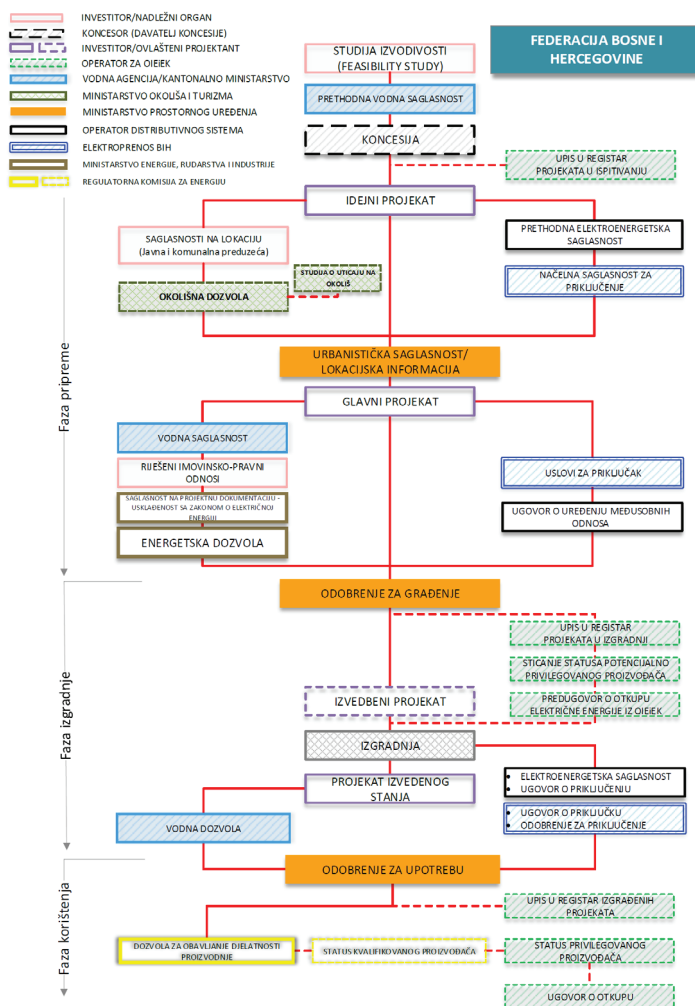 INVESTITOR/NADLEŽNI ORGAN
KONCESOR (DAVATELJ KONCESIJE)
INVESTITOR/OVLAŠTENI PROJEKTANT
OPERATOR ZA OIEiEK
VODNA AGENCIJA/KANTONALNO MINISTARSTVO
MINISTARSTVO OKOLIŠA I TURIZMA
MINISTARSTVO PROSTORNOG UREĐENJA
OPERATOR DISTRIBUTIVNOG SISTEMA
ELEKTROPRENOS BIH
MINISTARSTVO ENERGIJE, RUDARSTVA I INDUSTRIJE
REGULATORNA KOMISIJA ZA ENERGIJU
FEDERACIJA BOSNE I
HERCEGOVINE
STUDIJA IZVODIVOSTI
(FEASIBILITY STUDY)
PRETHODNA VODNA SAGLASNOST
KONCESIJA
UPIS U REGISTAR
PROJEKATA U ISPITIVANJU
IDEJNI PROJEKAT
SAGLASNOSTI NA LOKACIJU
(Javna i komunalna preduzeća)
PRETHODNA ELEKTROENERGETSKA
SAGLASNOST
STUDIJA O UTICAJU NA
OKOLIŠ
OKOLIŠNA DOZVOLA
NAČELNA SAGLASNOST ZA
PRIKLJUČENJE
Faza pripreme
URBANISTIČKA SAGLASNOST/
LOKACIJSKA INFORMACIJA
GLAVNI PROJEKAT
VODNA SAGLASNOST
RIJEŠENI IMOVINSKO-PRAVNI
ODNOSI
SAGLASNOST NA PROJEKTNU DOKUMENTACIJU -
USKLAĐENOST SA ZAKONOM O ELEKTRIČNOJ
ENERGIJI
ENERGETSKA DOZVOLA
USLOVI ZA PRIKLJUČAK
UGOVOR O UREĐENJU MEĐUSOBNIH
ODNOSA
ODOBRENJE ZA GRAĐENJE
Faza izgradnje
UPIS U REGISTAR
PROJEKATA U IZGRADNJI
STICANJE STATUSA POTENCIJALNO
PRIVILEGOVANOG PROIZVOĐAČA
PREDUGOVOR O OTKUPU
ELEKTRIČNE ENERGIJE IZ OIEiEK
IZVEDBENI PROJEKAT
IZGRADNJA
PROJEKAT IZVEDENOG
STANJA
• ELEKTROENERGETSKA SAGLASNOST
• UGOVOR O PRIKLJUČENJU
VODNA DOZVOLA
• UGOVOR O PRIKLJUČKU
• ODOBRENJE ZA PRIKLJUČENJE
ODOBRENJE ZA UPOTREBU
Faza korištenja
UPIS U REGISTAR IZGRAĐENIH
PROJEKATA
DOZVOLA ZA OBAVLJANJE DJELATNOSTI
PROIZVODNJE
STATUS KVALIFIKOVANOG PROIZVOĐAČA
STATUS PRIVILEGOVANOG
PROIZVOĐAČA
UGOVOR O OTKUPU